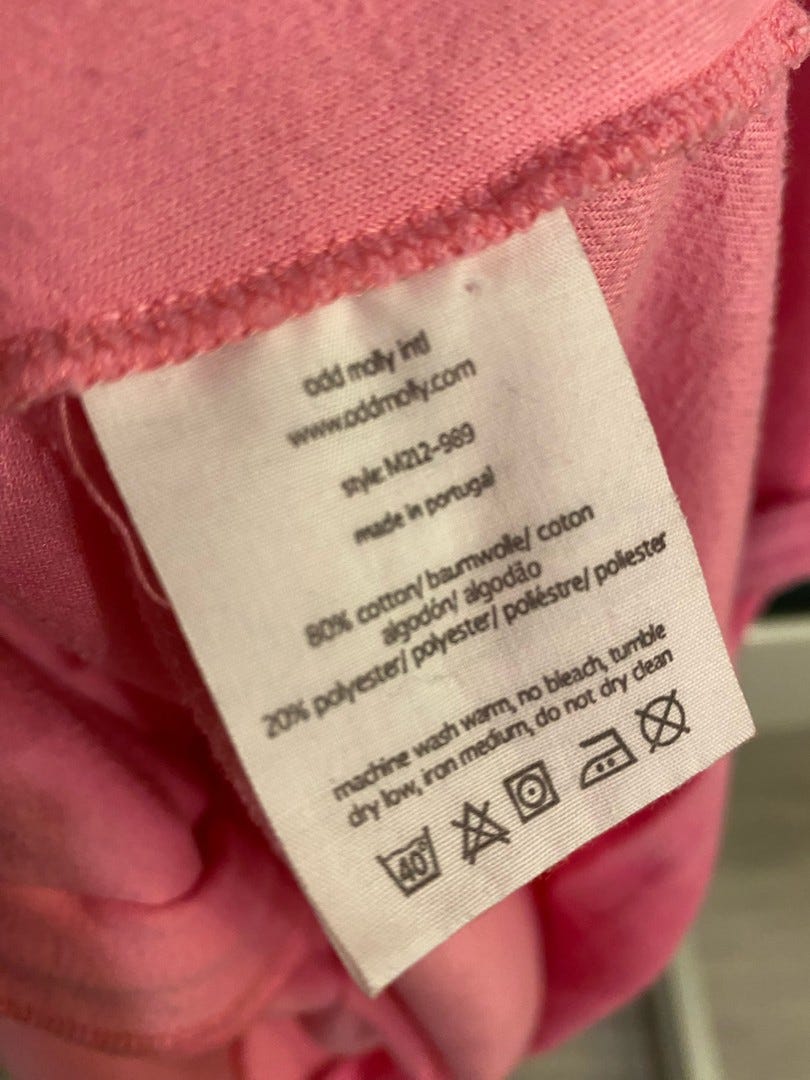 odd molly intl
www.oddmolly.com
style: M212-989
made in portugal
80% cotton/ baumwolle/ coton
algodón/ algodão
20% polyester/ polyester/ poliéstre/ poliester
machine wash warm, no bleach, tumble
dry low, iron medium, do not dry clean
40°